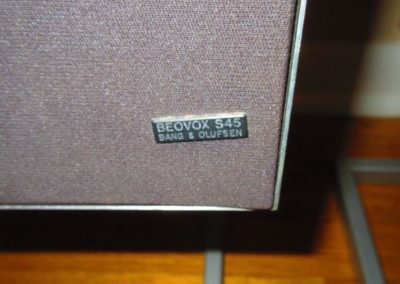 BEOVOX S45
BANG & OLUFSEN